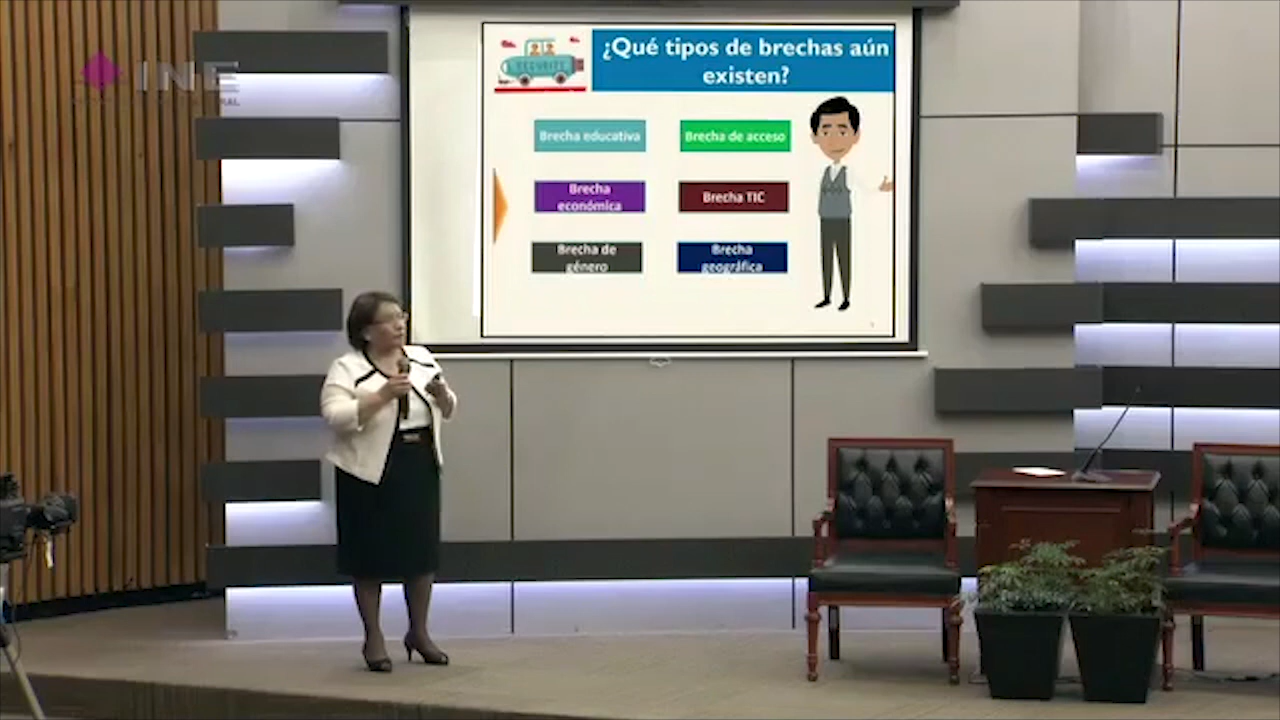 INE
¿Qué tipos de brechas aún
existen?
Brecha educativa
Brecha de acceso
Brecha
económica
Brecha TIC
Brecha de
género
Brecha
geográfica